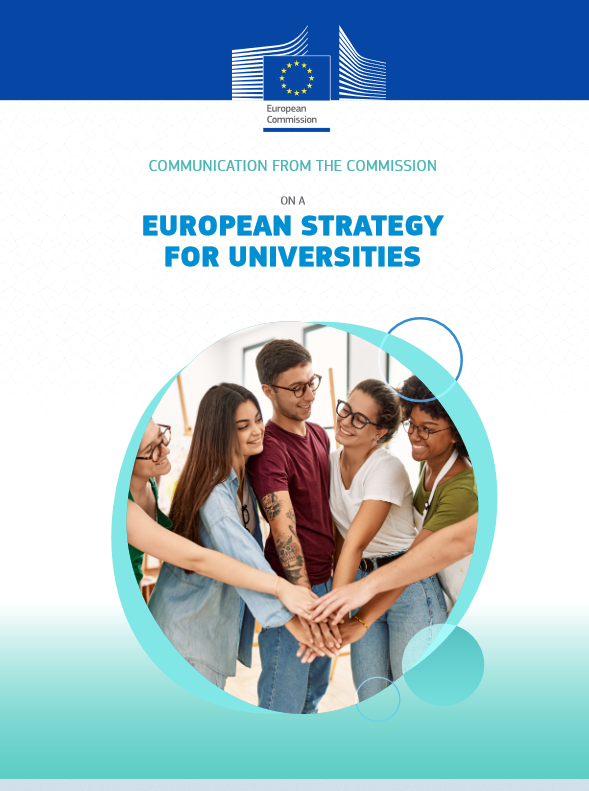 European
Commission
COMMUNICATION FROM THE COMMISSION
ON A
EUROPEAN STRATEGY
FOR UNIVERSITIES